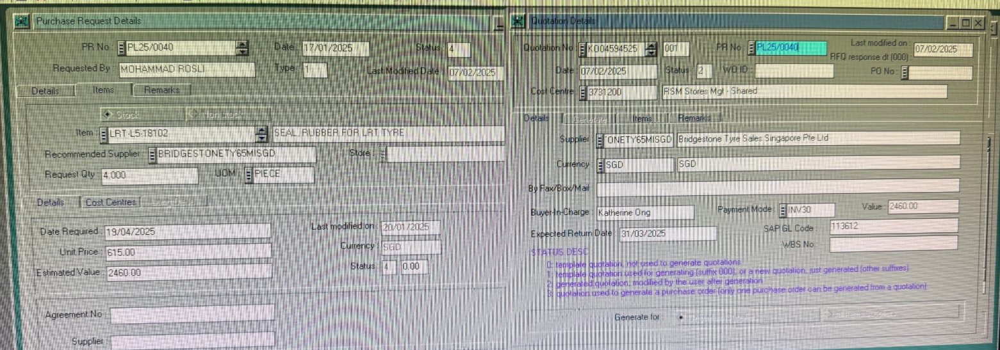 Purchase Request Details
PR No : PL25/0040 Date : 17/01/2025 Status : 4
Requested By : MOHAMMAD ROSLI Type : 1 Last Modified Date : 07/02/2025
Details Items Remarks
Stock Non stock
Item : LRT-L5-18102 SEAL, RUBBER FOR LRT TYRE
Recommended Supplier : BRIDGESTONETY65MISGD Store :
Request Qty : 4.000 UOM : PIECE
Details Cost Centres
Date Required : 19/04/2025 Last modified on : 20/01/2025
Unit Price : 615.00 Currency : SGD
Estimated Value : 2460.00 Status : 4 0.00
Agreement No :
Supplier :
Quotation Details
Quotation No : KO04594525 001 PR No : PL25/0040 Last modified on : 07/02/2025
RFQ response dt (000) :
Date : 07/02/2025 Status : 2 WO ID : PO No :
Cost Centre : 3731200 RSM Stores Mgt - Shared
Details Generate Items Remarks
Supplier : ONETY65MISGD Bridgestone Tyre Sales Singapore Pte Ltd
Currency : SGD SGD
By Fax/Box/Mail :
Buyer-In-Charge : Katherine Ong Payment Mode : INV30 Value : 2460.00
Expected Return Date : 31/03/2025 SAP GL Code : 113612
WBS No :
STATUS DESC
0: template quotation, not used to generate quotations
1: template quotation used for generating (suffix 000), or a new quotation, just generated (other suffixes)
2: generated quotation, modified by the user after generation
3: quotation used to generate a purchase order (only one purchase order can be generated from a quotation)
Generate for :